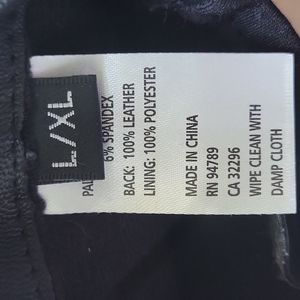 L/XL
6% SPANDEX
BACK: 100% LEATHER
LINING: 100% POLYESTER
MADE IN CHINA
RN 94789
CA 32296
WIPE CLEAN WITH
DAMP CLOTH